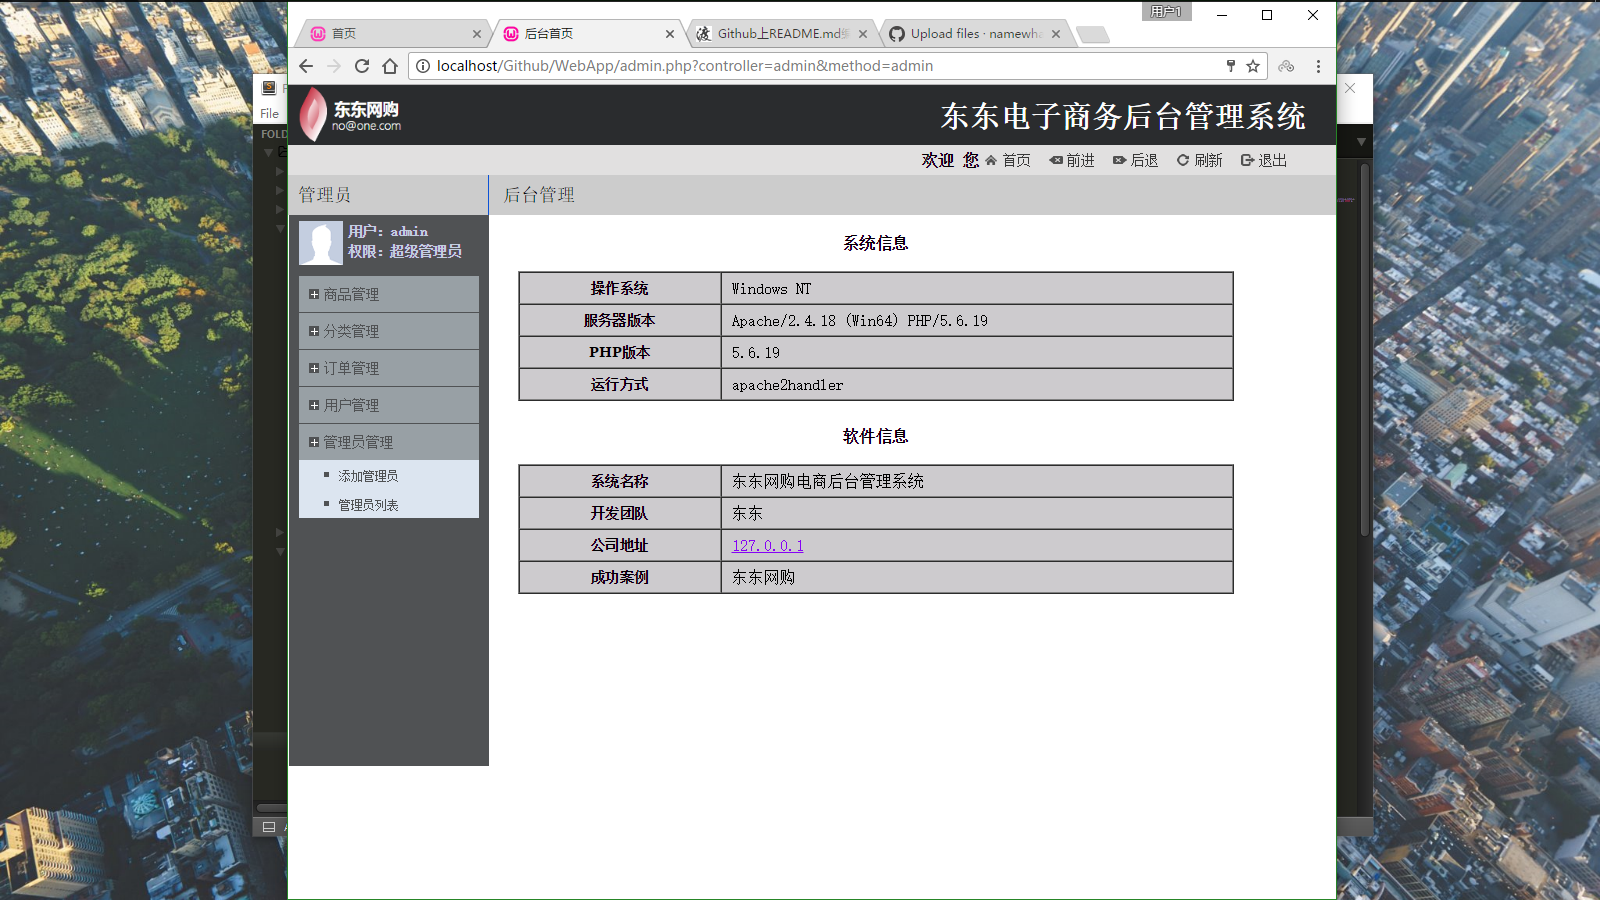 用户1
首页
后台首页
Github上README.md编
Upload files · namewha
localhost/Github/WebApp/admin.php?controller=admin&method=admin
File
FOLD
东东网购
no@one.com
东东电子商务后台管理系统
欢迎 您 首页 前进 后退 刷新 退出
管理员
后台管理
用户：admin
权限：超级管理员
商品管理
分类管理
订单管理
用户管理
管理员管理
添加管理员
管理员列表
系统信息
操作系统 Windows NT
服务器版本 Apache/2.4.18 (Win64) PHP/5.6.19
PHP版本 5.6.19
运行方式 apache2handler
软件信息
系统名称 东东网购电商后台管理系统
开发团队 东东
公司地址 127.0.0.1
成功案例 东东网购